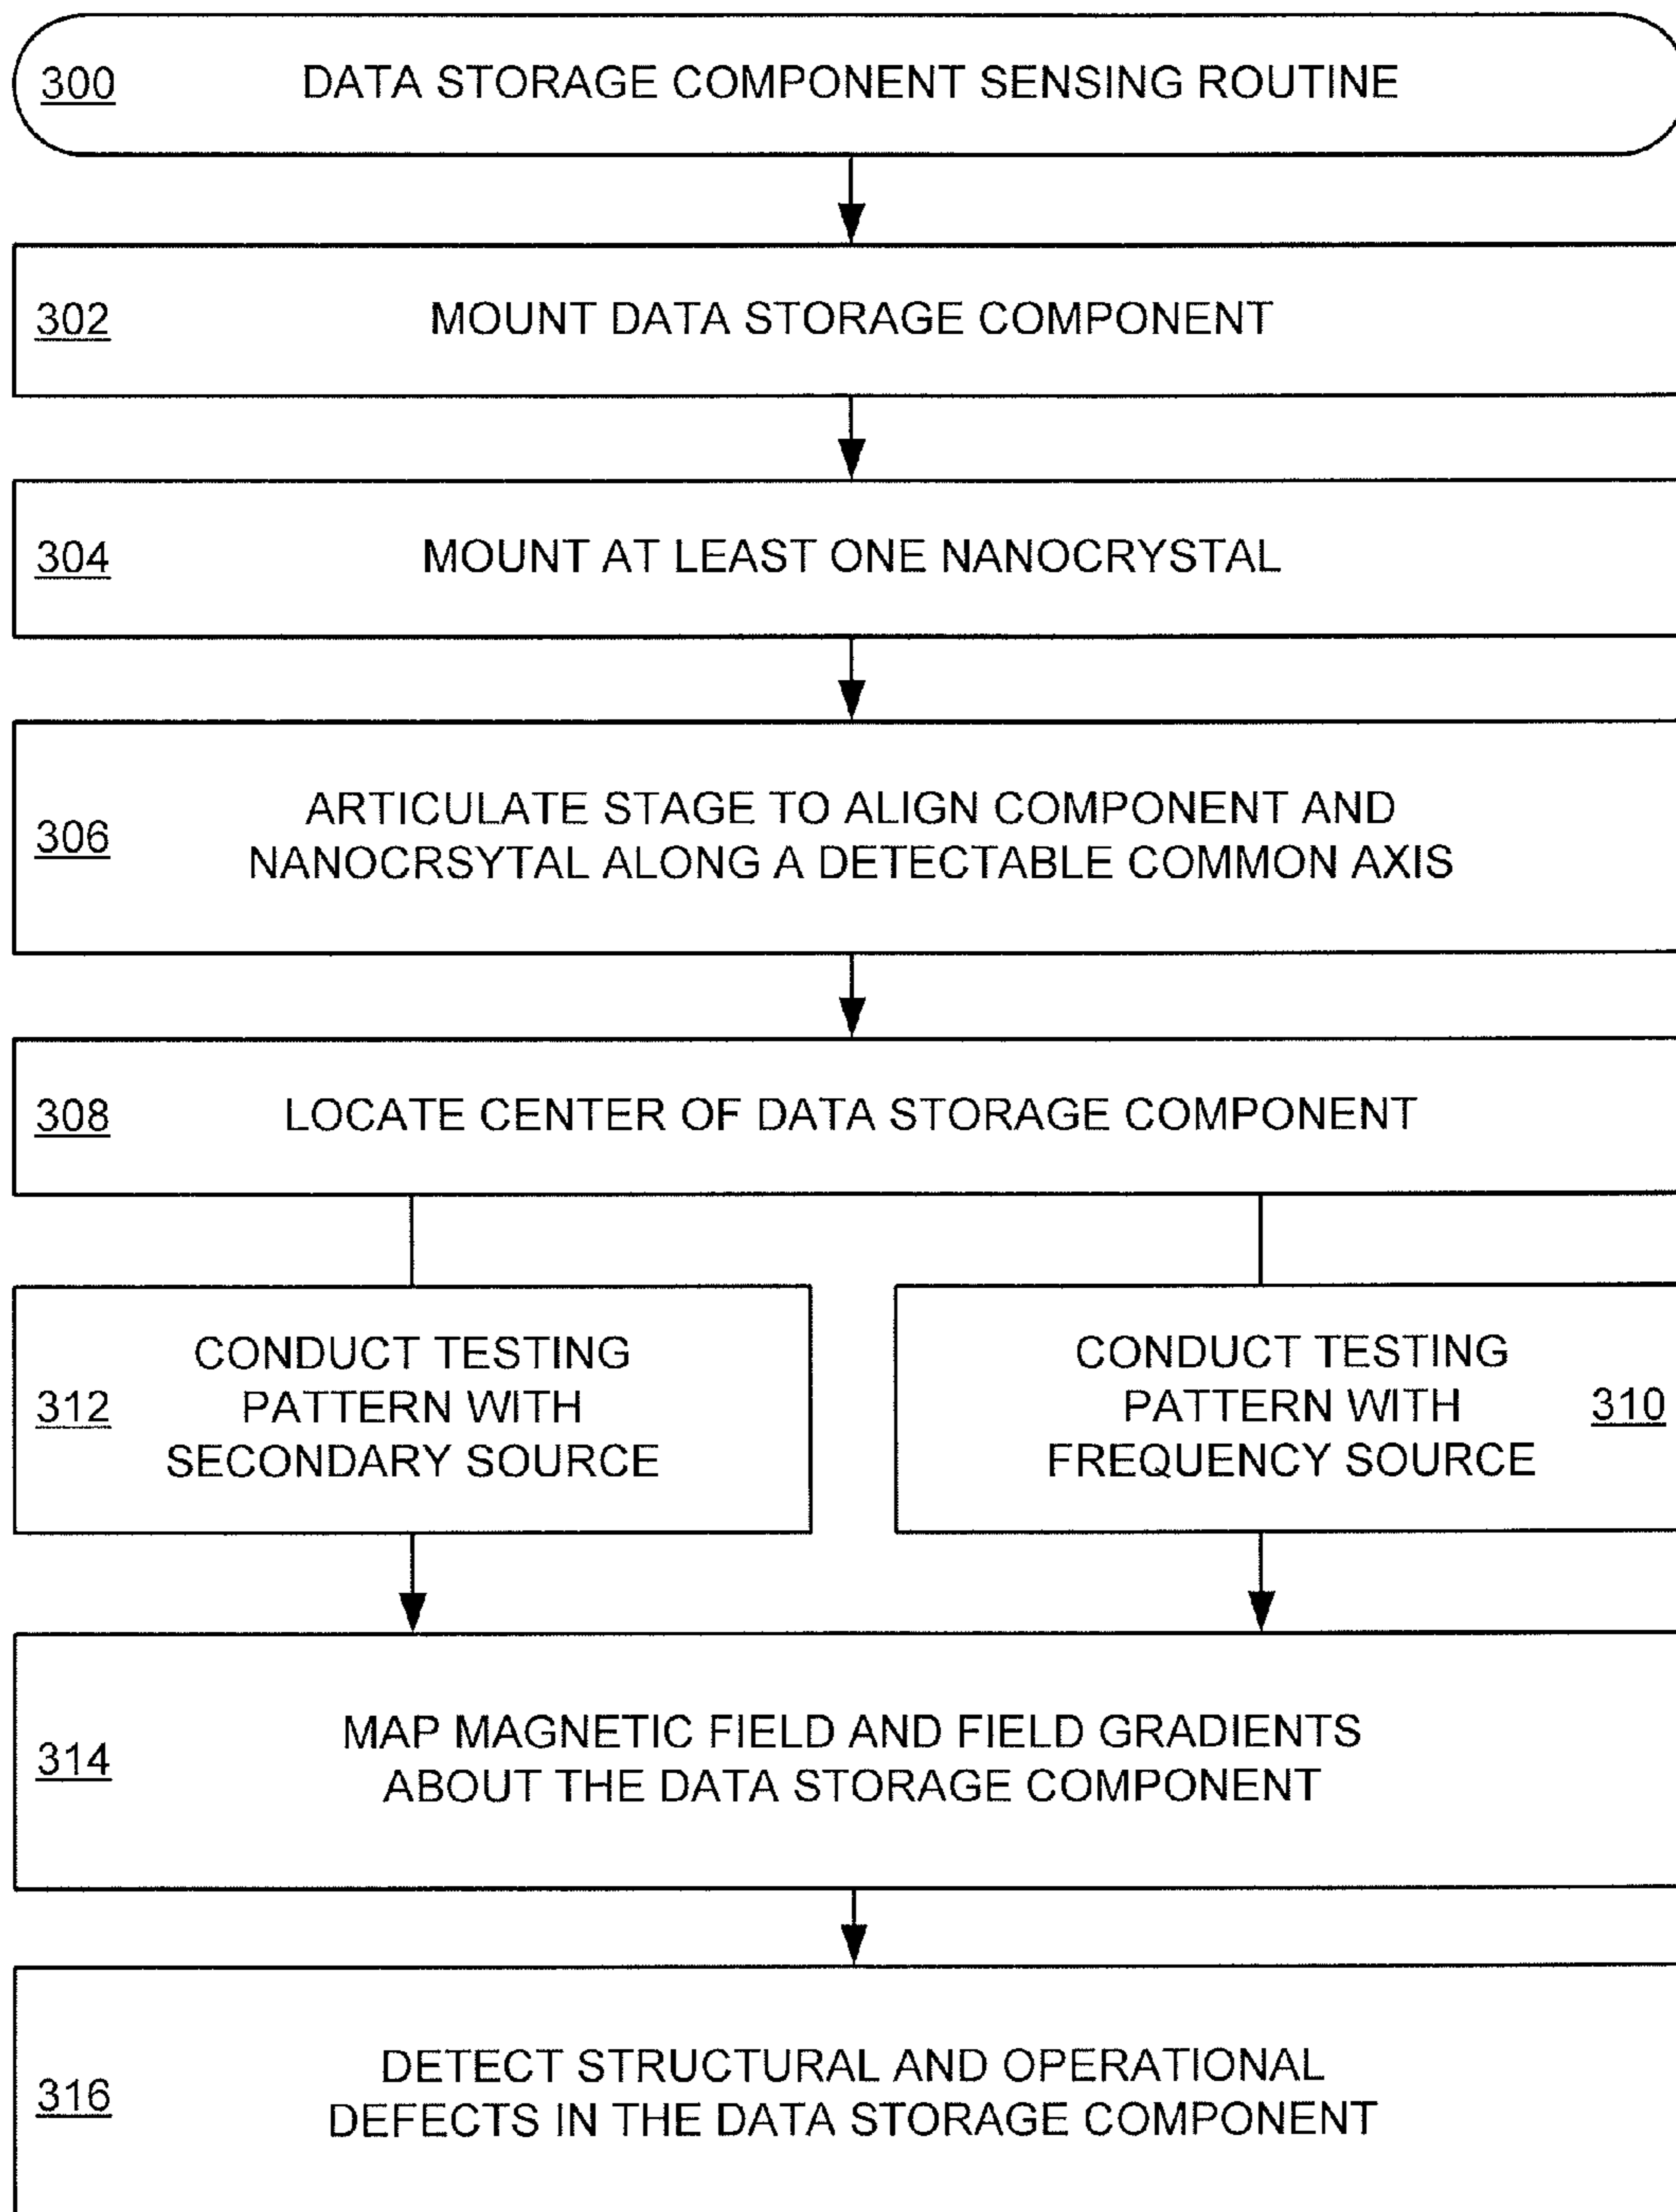 300 DATA STORAGE COMPONENT SENSING ROUTINE
302 MOUNT DATA STORAGE COMPONENT
304 MOUNT AT LEAST ONE NANOCRYSTAL
306
ARTICULATE STAGE TO ALIGN COMPONENT AND
NANOCRSYTAL ALONG A DETECTABLE COMMON AXIS
308 LOCATE CENTER OF DATA STORAGE COMPONENT
312
CONDUCT TESTING
PATTERN WITH
SECONDARY SOURCE
CONDUCT TESTING
PATTERN WITH
FREQUENCY SOURCE
310
314
MAP MAGNETIC FIELD AND FIELD GRADIENTS
ABOUT THE DATA STORAGE COMPONENT
316
DETECT STRUCTURAL AND OPERATIONAL
DEFECTS IN THE DATA STORAGE COMPONENT